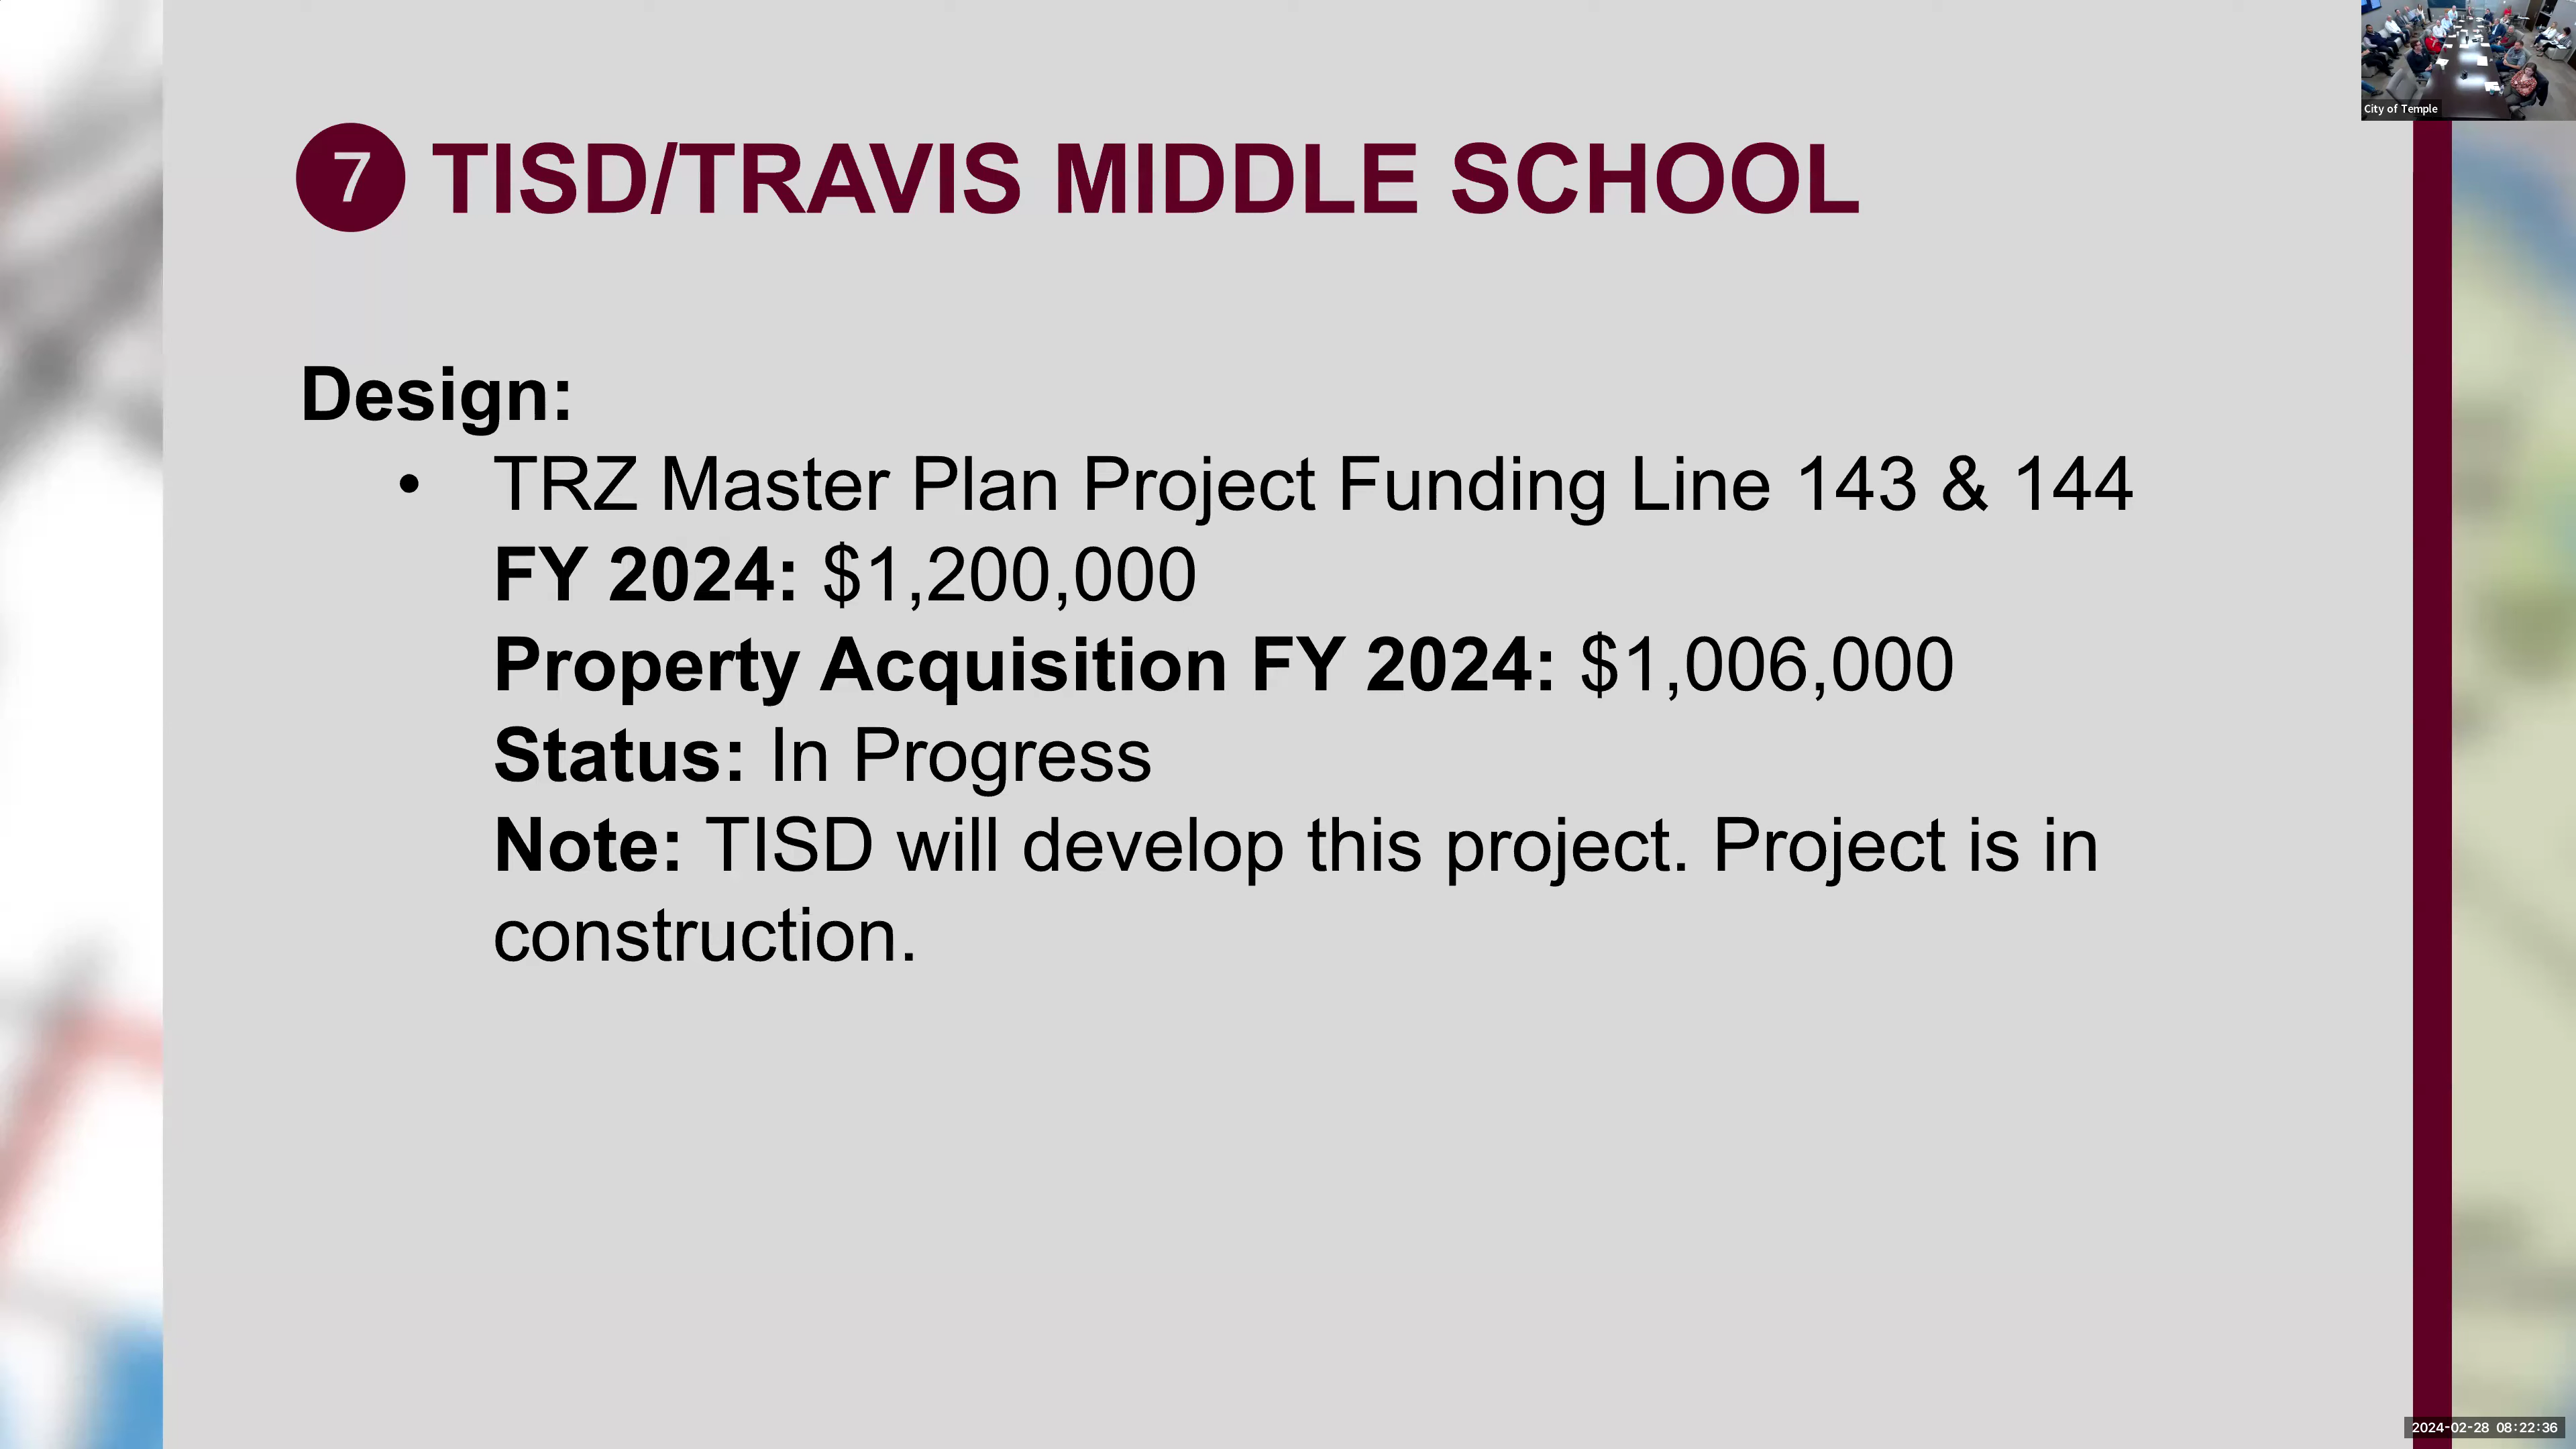 City of Temple
7 TISD/TRAVIS MIDDLE SCHOOL
Design:
• TRZ Master Plan Project Funding Line 143 & 144
FY 2024: $1,200,000
Property Acquisition FY 2024: $1,006,000
Status: In Progress
Note: TISD will develop this project. Project is in
construction.
2024-02-28 08:22:36